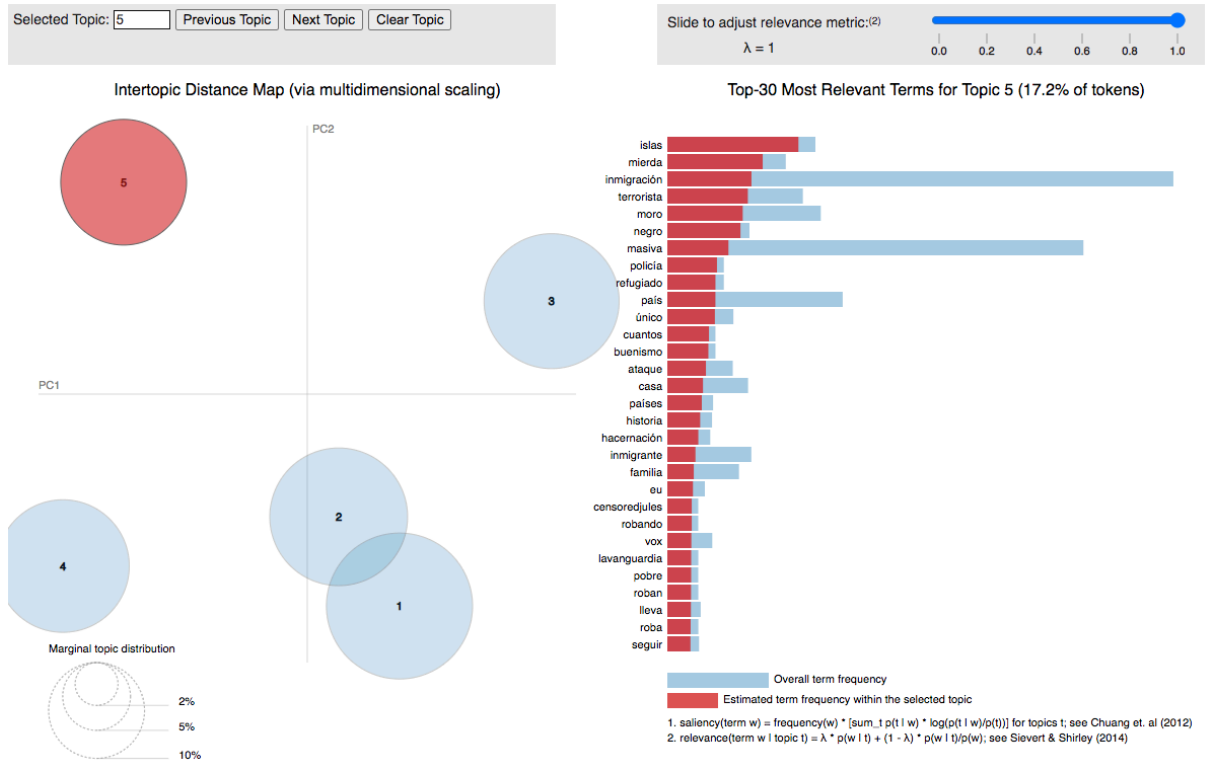 Selected Topic: 5 Previous Topic Next Topic Clear Topic
Slide to adjust relevance metric:(2)
λ = 1
0.0 0.2 0.4 0.6 0.8 1.0
Intertopic Distance Map (via multidimensional scaling)
PC2
PC1
5
3
2
4
1
Marginal topic distribution
2%
5%
10%
Top-30 Most Relevant Terms for Topic 5 (17.2% of tokens)
islas
mierda
inmigración
terrorista
moro
negro
masiva
policía
refugiado
país
único
cuantos
buenismo
ataque
casa
países
historia
hacernación
inmigrante
familia
eu
censoredjules
robando
vox
lavanguardia
pobre
roban
lleva
roba
seguir
Overall term frequency
Estimated term frequency within the selected topic
1. saliency(term w) = frequency(w) * [sum_t p(t | w) * log(p(t | w)/p(t))] for topics t; see Chuang et. al (2012)
2. relevance(term w | topic t) = λ * p(w | t) + (1 - λ) * p(w | t)/p(w); see Sievert & Shirley (2014)